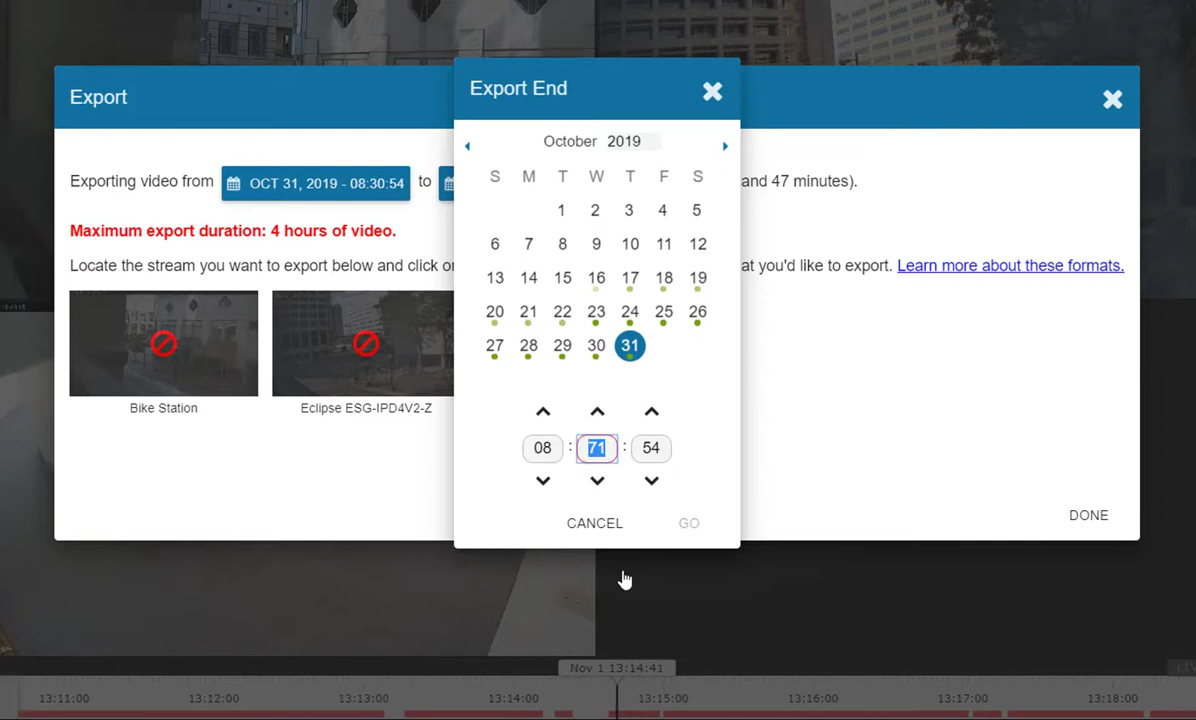 Export
Export End
October 2019
S M T W T F S
1 2 3 4 5
6 7 8 9 10 11 12
13 14 15 16 17 18 19
20 21 22 23 24 25 26
27 28 29 30 31
08 : 71 : 54
CANCEL GO
Exporting video from OCT 31, 2019 - 08:30:54 to and 47 minutes).
Maximum export duration: 4 hours of video.
Locate the stream you want to export below and click on at you'd like to export. Learn more about these formats.
Bike Station
Eclipse ESG-IPD4V2-Z
DONE
Nov 1 13:14:41
13:11:00 13:12:00 13:13:00 13:14:00 13:15:00 13:16:00 13:17:00 13:18:00